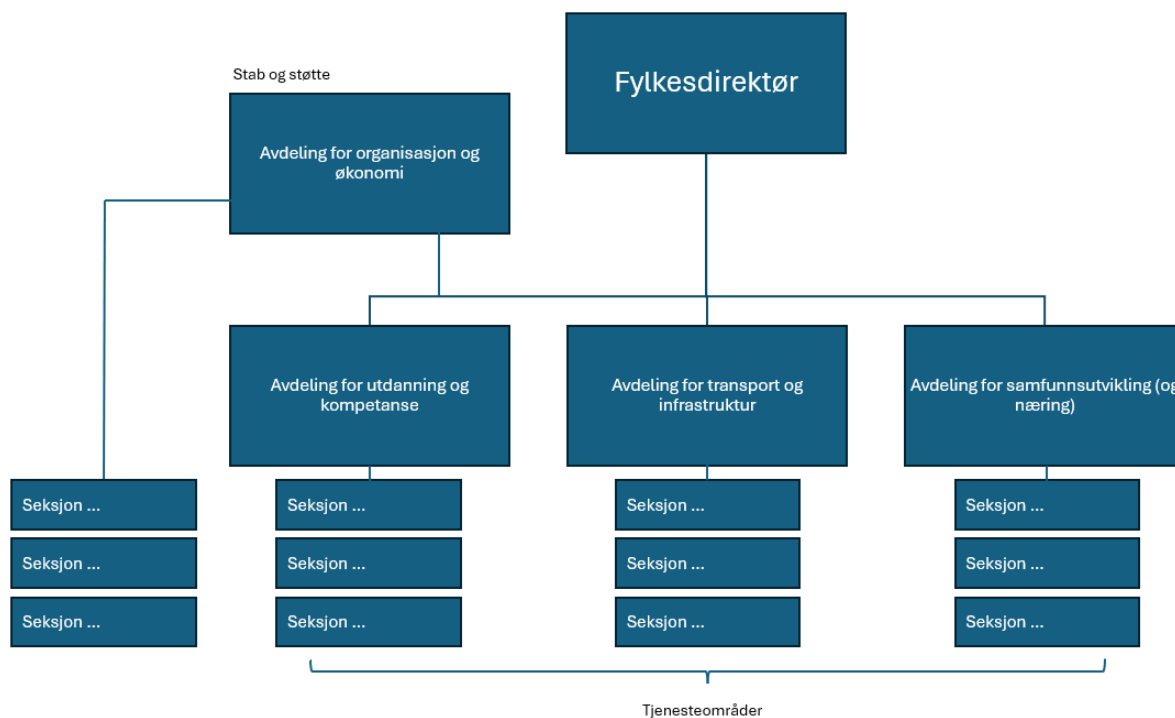 Fylkesdirektør
Stab og støtte
Avdeling for organisasjon og
økonomi
Avdeling for utdanning og
kompetanse
Avdeling for transport og
infrastruktur
Avdeling for samfunnsutvikling (og
næring)
Seksjon ...
Seksjon ...
Seksjon ...
Seksjon ...
Seksjon ...
Seksjon ...
Seksjon ...
Seksjon ...
Seksjon ...
Seksjon ...
Seksjon ...
Seksjon ...
Tjenesteområder